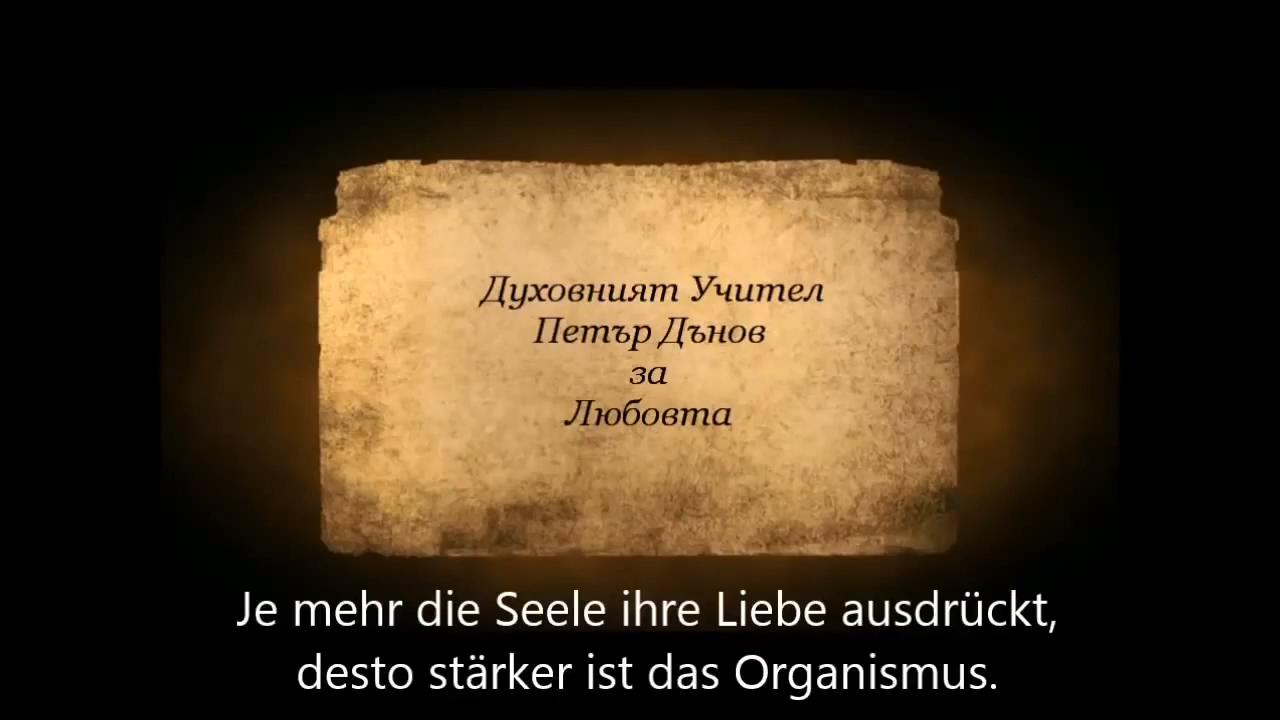 Духовният Учител
Петър Дънов
за
Любовта
Je mehr die Seele ihre Liebe ausdrückt,
desto stärker ist das Organismus.